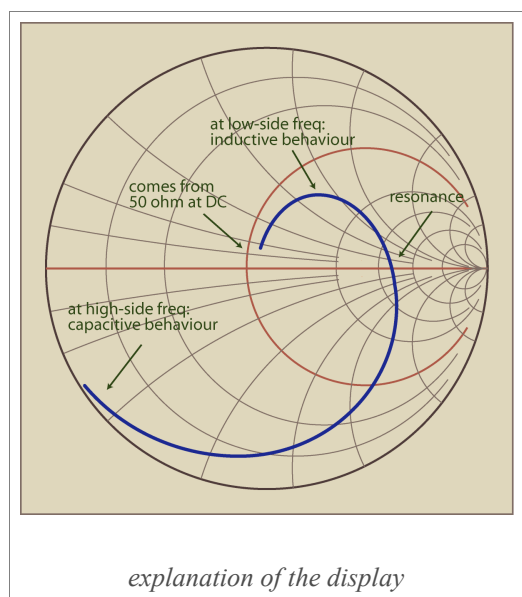 at low-side freq:
inductive behaviour
comes from
50 ohm at DC
resonance
at high-side freq:
capacitive behaviour
explanation of the display